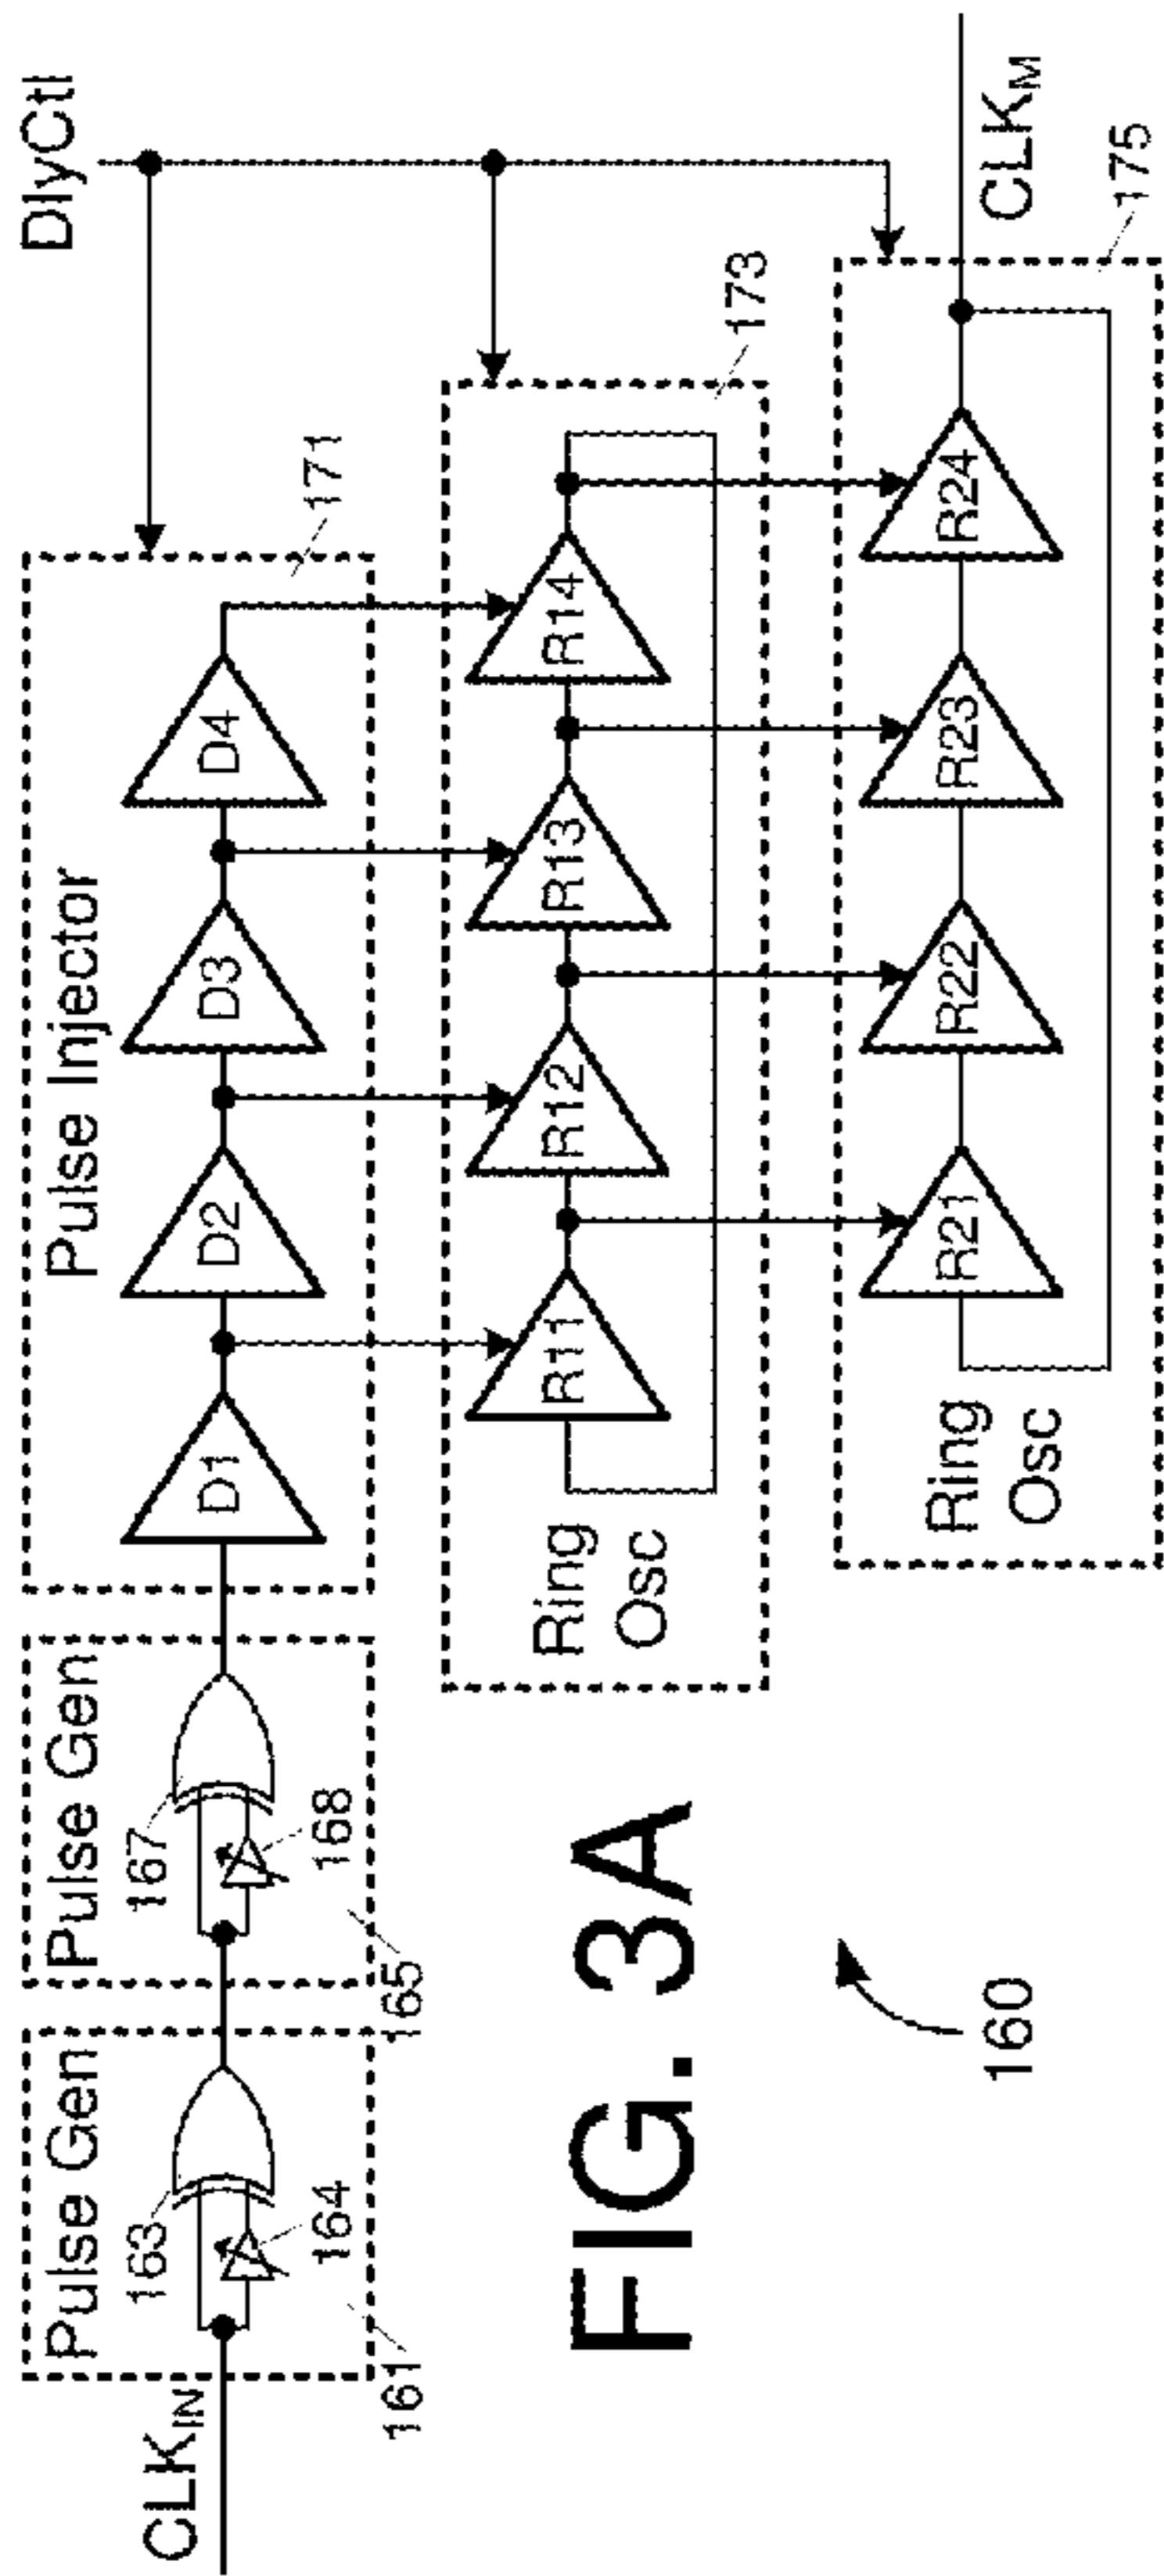 Pulse Gen
Pulse Gen
Pulse Injector
DlyCtl
CLKIN
163
164
161
167
168
165
D1
D2
D3
D4
171
Ring
Osc
R11
R12
R13
R14
173
Ring
Osc
R21
R22
R23
R24
CLKM
175
FIG. 3A
160